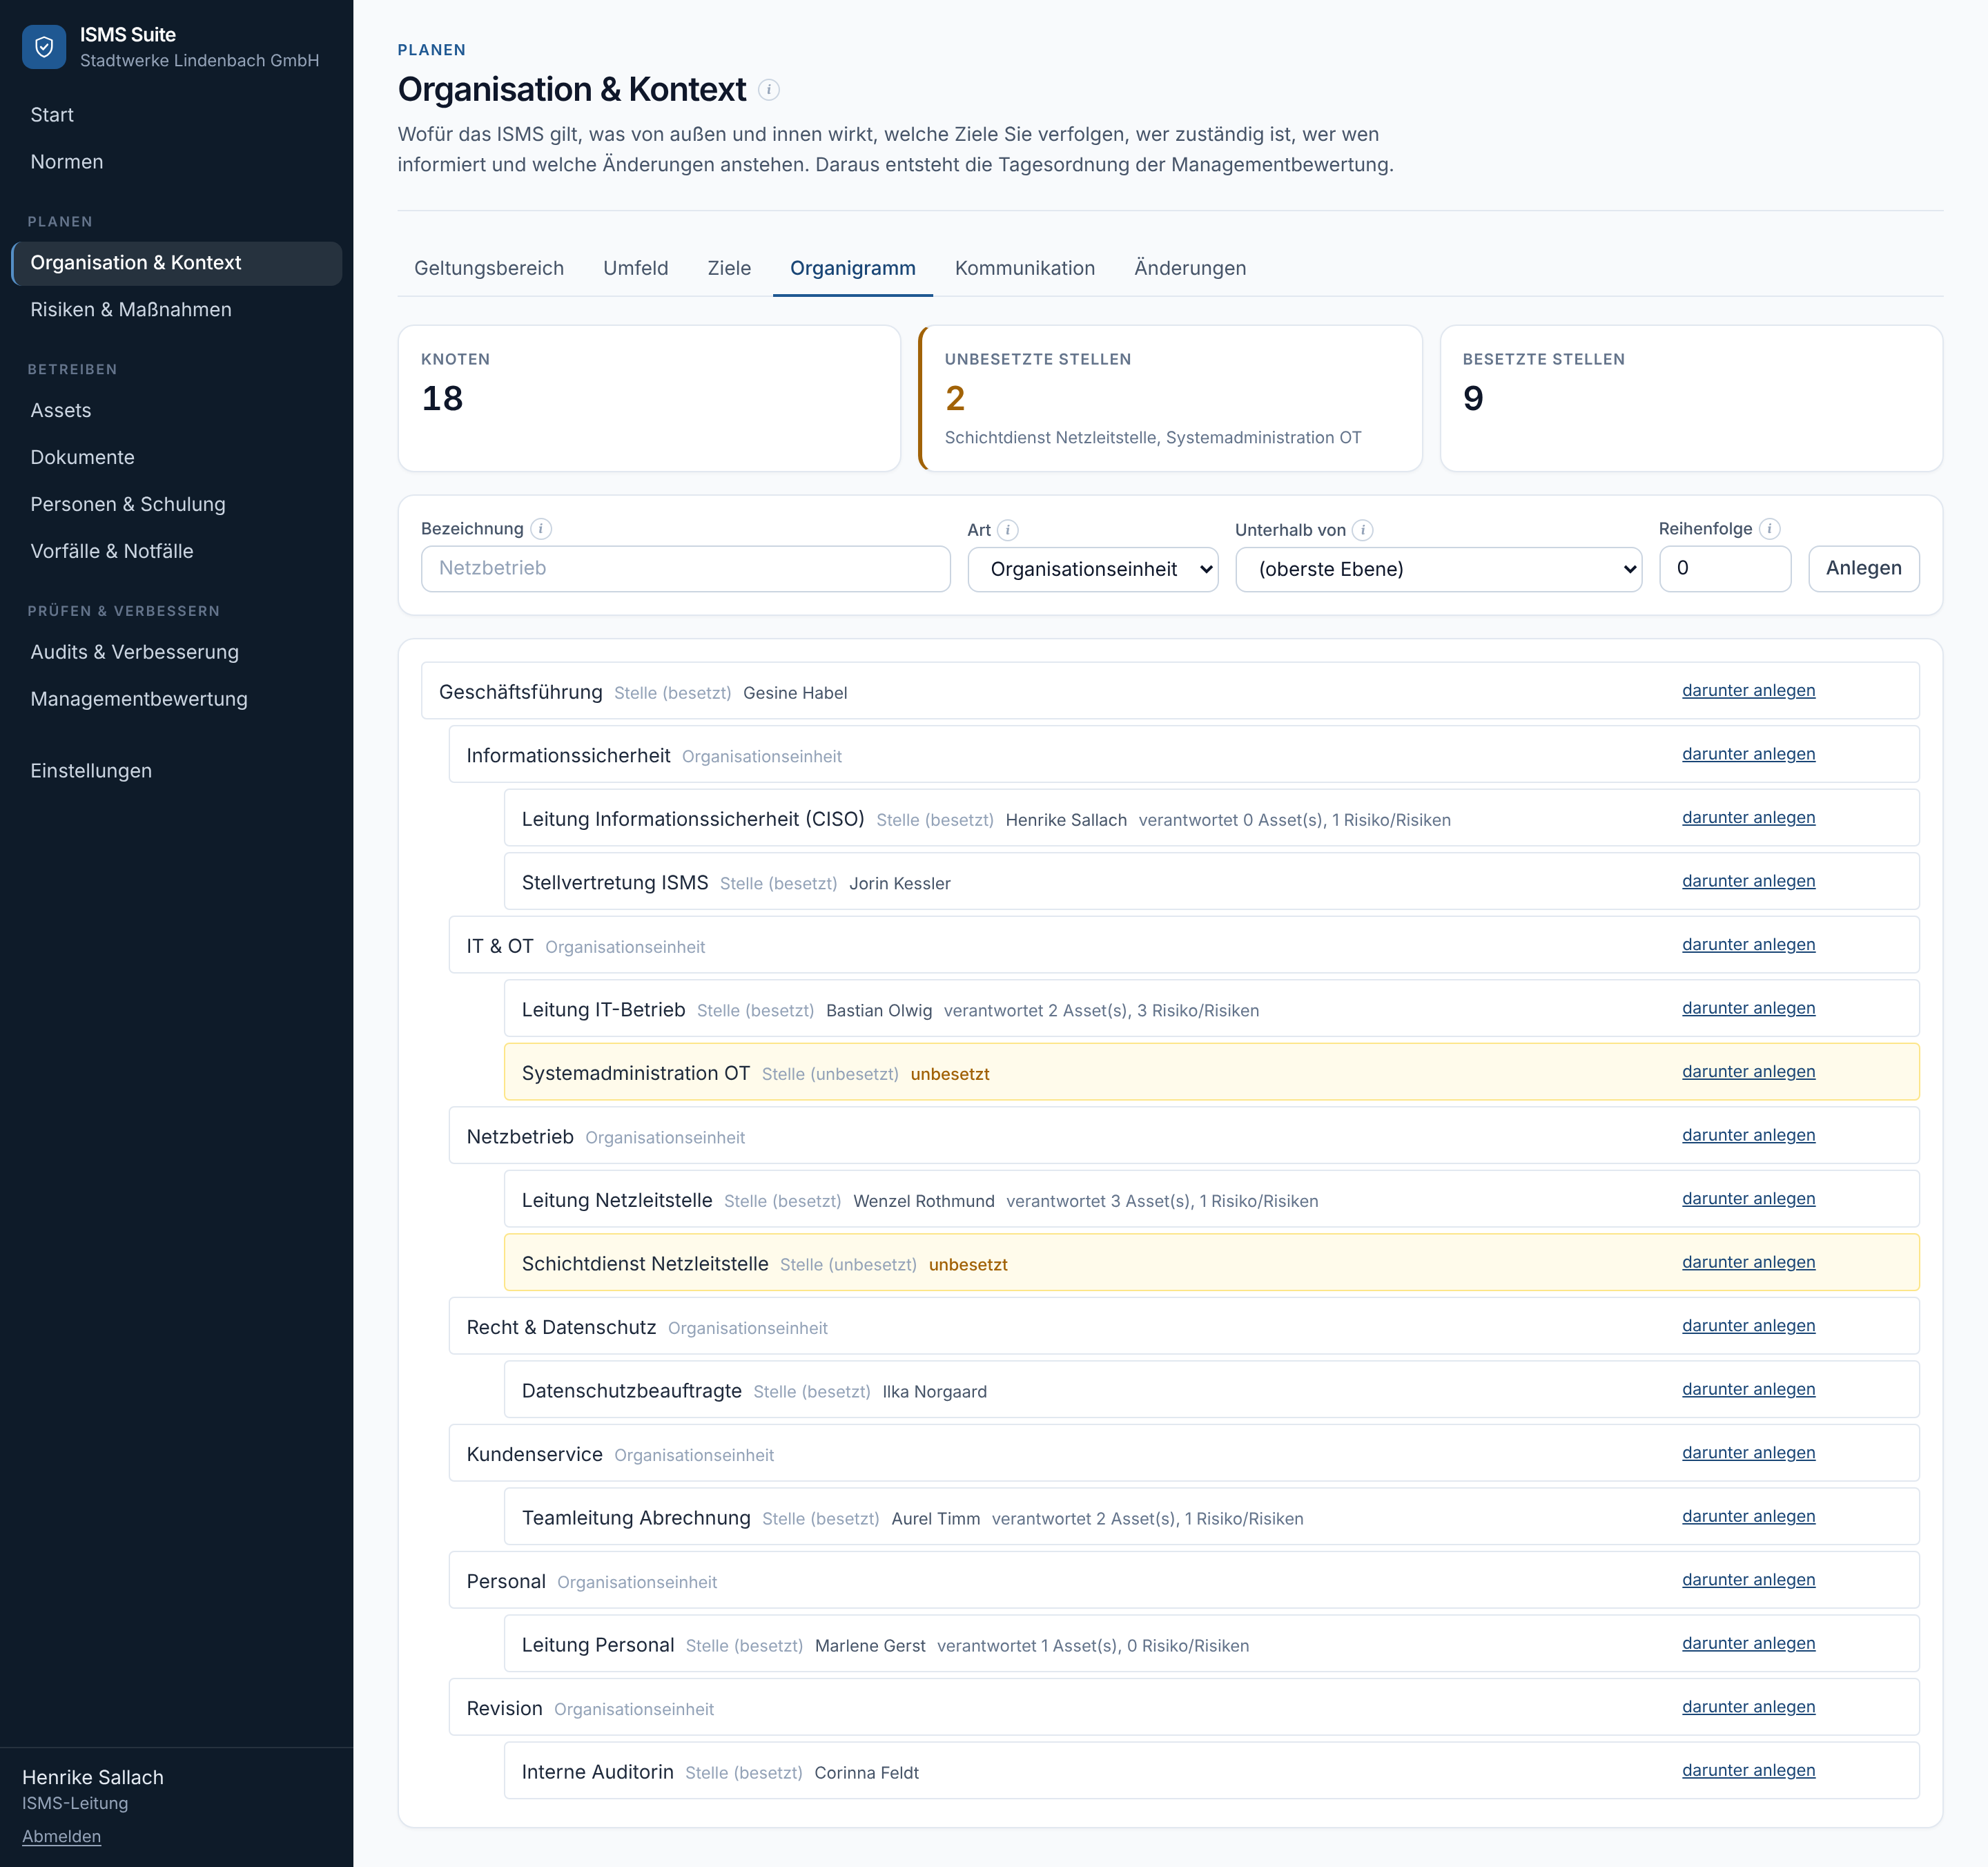 ISMS Suite
Stadtwerke Lindenbach GmbH
Start
Normen
PLANEN
Organisation & Kontext
Risiken & Maßnahmen
BETREIBEN
Assets
Dokumente
Personen & Schulung
Vorfälle & Notfälle
PRÜFEN & VERBESSERN
Audits & Verbesserung
Managementbewertung
Einstellungen
Henrike Sallach
ISMS-Leitung
Abmelden
PLANEN
Organisation & Kontext i
Wofür das ISMS gilt, was von außen und innen wirkt, welche Ziele Sie verfolgen, wer zuständig ist, wer wen
informiert und welche Änderungen anstehen. Daraus entsteht die Tagesordnung der Managementbewertung.
Geltungsbereich Umfeld Ziele Organigramm Kommunikation Änderungen
KNOTEN
18
UNBESETZTE STELLEN
2
Schichtdienst Netzleitstelle, Systemadministration OT
BESETZTE STELLEN
9
Bezeichnung i Art i Unterhalb von i Reihenfolge i
Netzbetrieb Organisationseinheit (oberste Ebene) 0 Anlegen
Geschäftsführung Stelle (besetzt) Gesine Habel darunter anlegen
Informationssicherheit Organisationseinheit darunter anlegen
Leitung Informationssicherheit (CISO) Stelle (besetzt) Henrike Sallach verantwortet 0 Asset(s), 1 Risiko/Risiken darunter anlegen
Stellvertretung ISMS Stelle (besetzt) Jorin Kessler darunter anlegen
IT & OT Organisationseinheit darunter anlegen
Leitung IT-Betrieb Stelle (besetzt) Bastian Olwig verantwortet 2 Asset(s), 3 Risiko/Risiken darunter anlegen
Systemadministration OT Stelle (unbesetzt) unbesetzt darunter anlegen
Netzbetrieb Organisationseinheit darunter anlegen
Leitung Netzleitstelle Stelle (besetzt) Wenzel Rothmund verantwortet 3 Asset(s), 1 Risiko/Risiken darunter anlegen
Schichtdienst Netzleitstelle Stelle (unbesetzt) unbesetzt darunter anlegen
Recht & Datenschutz Organisationseinheit darunter anlegen
Datenschutzbeauftragte Stelle (besetzt) Ilka Norgaard darunter anlegen
Kundenservice Organisationseinheit darunter anlegen
Teamleitung Abrechnung Stelle (besetzt) Aurel Timm verantwortet 2 Asset(s), 1 Risiko/Risiken darunter anlegen
Personal Organisationseinheit darunter anlegen
Leitung Personal Stelle (besetzt) Marlene Gerst verantwortet 1 Asset(s), 0 Risiko/Risiken darunter anlegen
Revision Organisationseinheit darunter anlegen
Interne Auditorin Stelle (besetzt) Corinna Feldt darunter anlegen